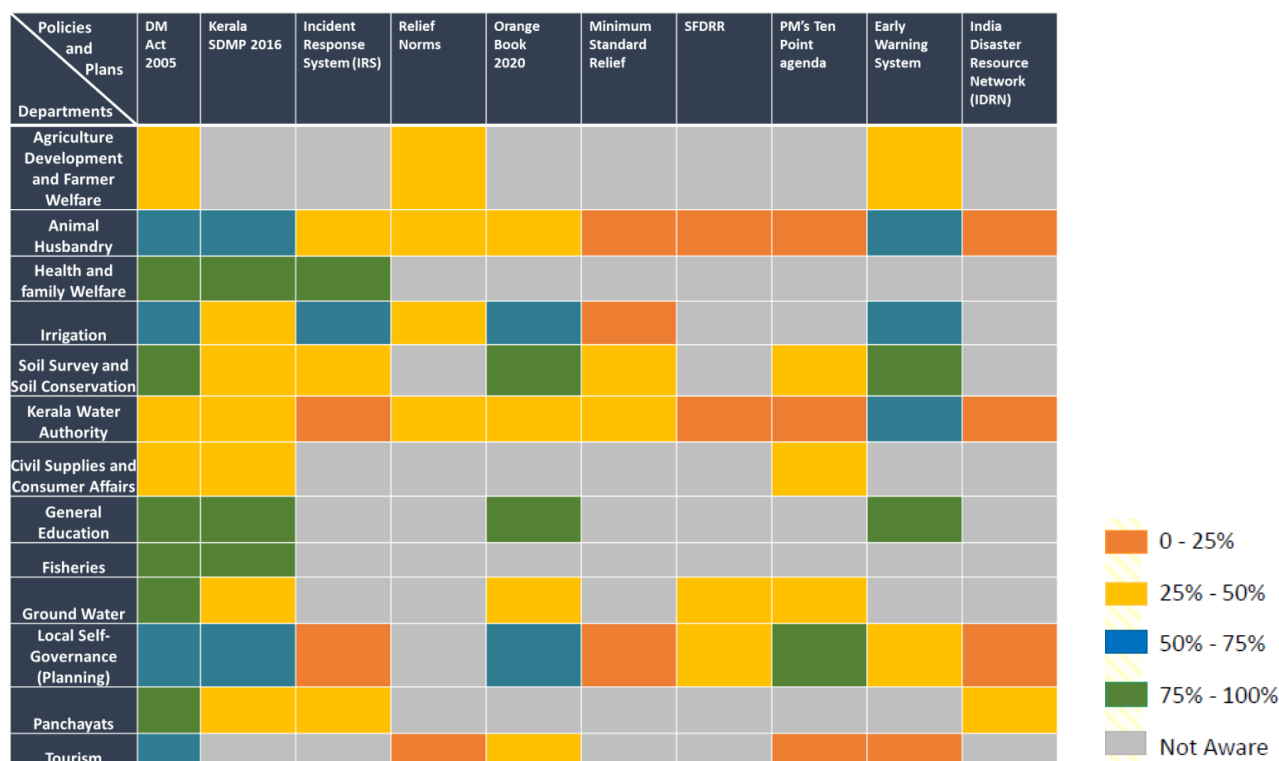 Policies
and
Plans
Departments
DM
Act
2005
Kerala
SDMP 2016
Incident
Response
System (IRS)
Relief
Norms
Orange
Book
2020
Minimum
Standard
Relief
SFDRR
PM's Ten
Point
agenda
Early
Warning
System
India
Disaster
Resource
Network
(IDRN)
Agriculture
Development
and Farmer
Welfare
Animal
Husbandry
Health and
family Welfare
Irrigation
Soil Survey and
Soil Conservation
Kerala Water
Authority
Civil Supplies and
Consumer Affairs
General
Education
Fisheries
Ground Water
Local Self-
Governance
(Planning)
Panchayats
Tourism
0 - 25%
25% - 50%
50% - 75%
75% - 100%
Not Aware